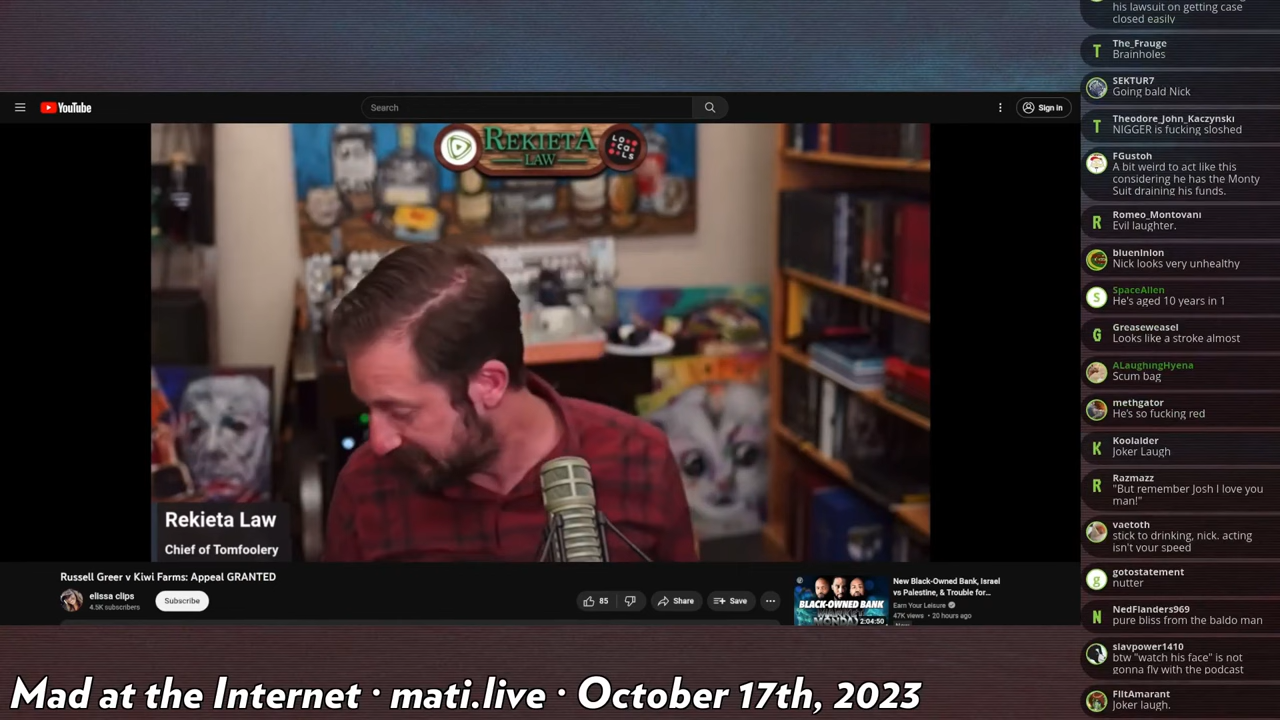 his lawsuit on getting case
closed easily
The_Frauge
Brainholes
SEKTUR7
Going bald Nick
Theodore_John_Kaczynski
NIGGER is fucking sloshed
FGustoh
A bit weird to act like this
considering he has the Monty
Suit draining his funds.
Romeo_Montovani
Evil laughter.
blueninlon
Nick looks very unhealthy
SpaceAllen
He's aged 10 years in 1
Greaseweasel
Looks like a stroke almost
ALaughingHyena
Scum bag
methgator
He's so fucking red
Koolaider
Joker Laugh
Razmazz
"But remember Josh I love you
man!"
vaetoth
stick to drinking, nick. acting
isn't your speed
gotostatement
nutter
NedFlanders969
pure bliss from the baldo man
slavpower1410
btw "watch his face" is not
gonna fly with the podcast
FlitAmarant
Joker laugh.
YouTube
Search
Sign in
REKIETA
LAW
LOCALS
Rekieta Law
Chief of Tomfoolery
Russell Greer v Kiwi Farms: Appeal GRANTED
elissa clips
4.5K subscribers
Subscribe
85
Share
Save
BLACK-OWNED BANK
2:04:50
New Black-Owned Bank, Israel
vs Palestine, & Trouble for...
Earn Your Leisure
47K views • 20 hours ago
New
Mad at the Internet · mati.live · October 17th, 2023